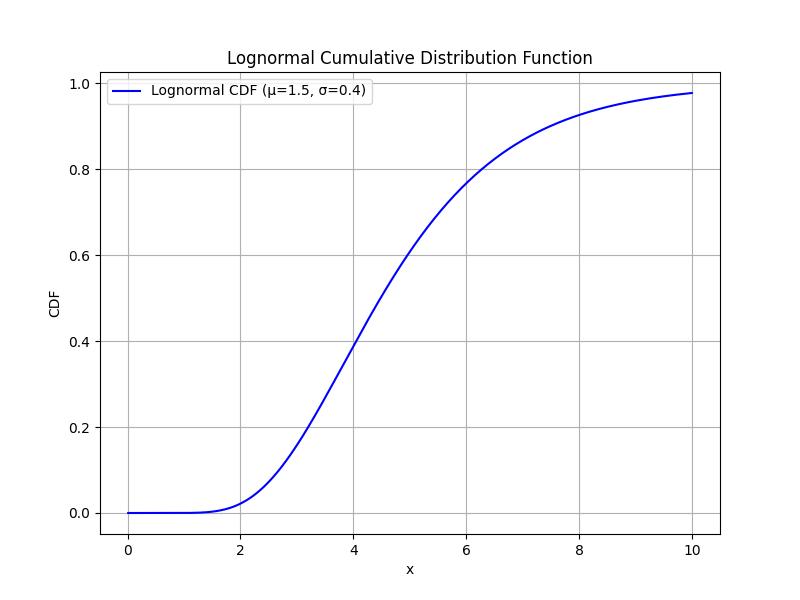 Lognormal Cumulative Distribution Function
Lognormal CDF (μ=1.5, σ=0.4)
1.0
0.8
0.6
0.4
0.2
0.0
CDF
0 2 4 6 8 10
x